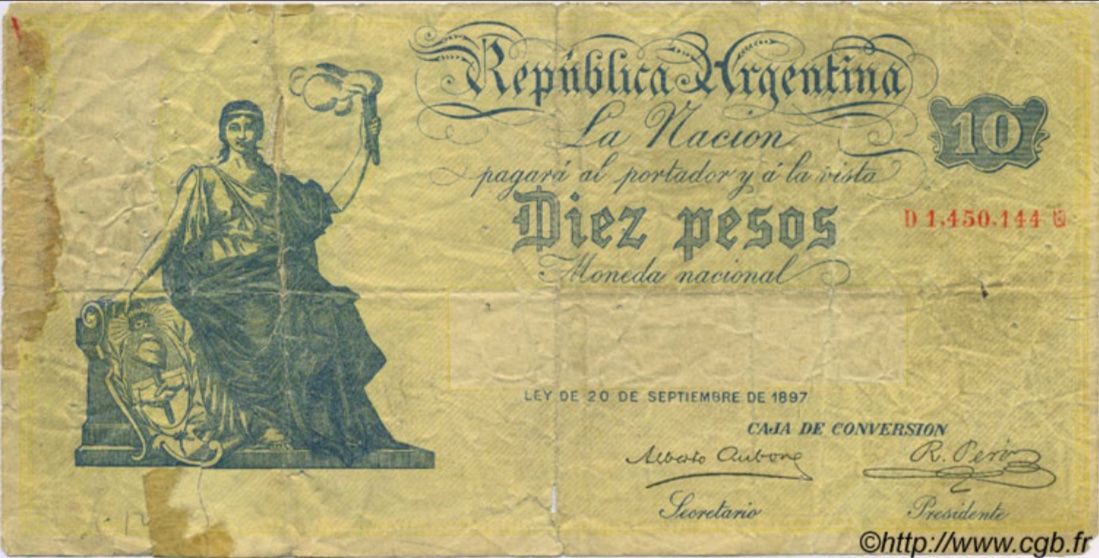 República Argentina
La Nacion
10
pagará al portador y á la vista
Diez pesos
D 1,450,144
Moneda nacional
LEY DE 20 DE SEPTIEMBRE DE 1897
CAJA DE CONVERSION
Alberto Aubone
R. Perón
Secretario
Presidente
©http://www.cgb.fr